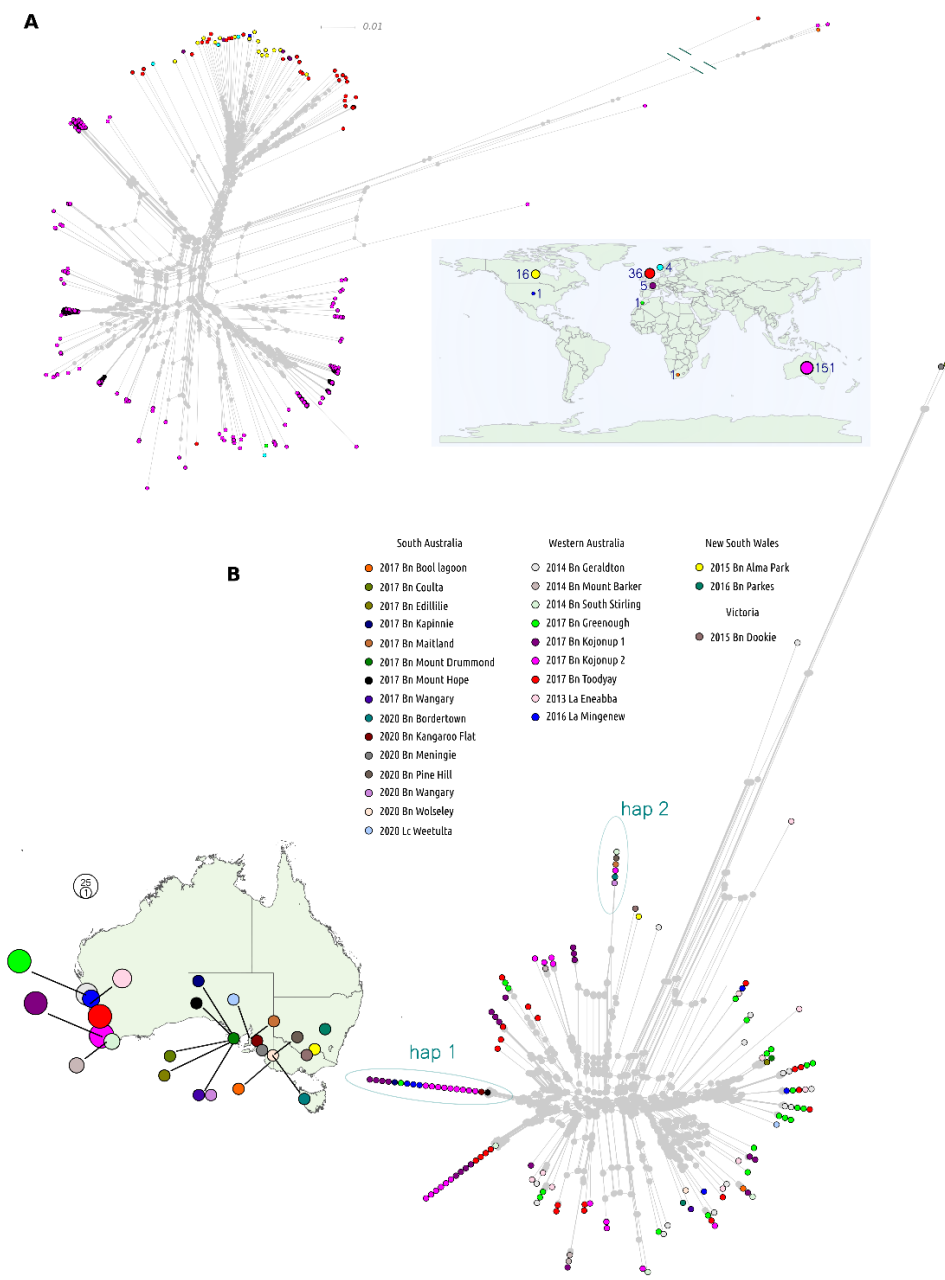 A
0.01
16
1
36
4
5
1
1
151
B
South Australia
2017 Bn Bool lagoon
2017 Bn Coulta
2017 Bn Edillilie
2017 Bn Kapinnie
2017 Bn Maitland
2017 Bn Mount Drummond
2017 Bn Mount Hope
2017 Bn Wangary
2020 Bn Bordertown
2020 Bn Kangaroo Flat
2020 Bn Meningie
2020 Bn Pine Hill
2020 Bn Wangary
2020 Bn Wolseley
2020 Lc Weetulta
Western Australia
2014 Bn Geraldton
2014 Bn Mount Barker
2014 Bn South Stirling
2017 Bn Greenough
2017 Bn Kojonup 1
2017 Bn Kojonup 2
2017 Bn Toodyay
2013 La Eneabba
2016 La Mingenew
New South Wales
2015 Bn Alma Park
2016 Bn Parkes
Victoria
2015 Bn Dookie
hap 2
25
1
hap 1